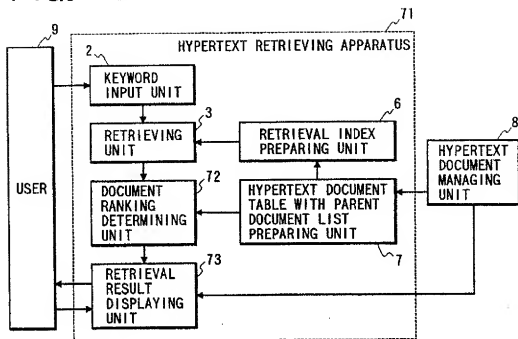 71
9
HYPERTEXT RETRIEVING APPARATUS
2
KEYWORD
INPUT UNIT
3
RETRIEVING
UNIT
6
RETRIEVAL INDEX
PREPARING UNIT
8
HYPERTEXT
DOCUMENT
MANAGING
UNIT
USER
72
DOCUMENT
RANKING
DETERMINING
UNIT
HYPERTEXT DOCUMENT
TABLE WITH PARENT
DOCUMENT LIST
PREPARING UNIT
7
73
RETRIEVAL
RESULT
DISPLAYING
UNIT